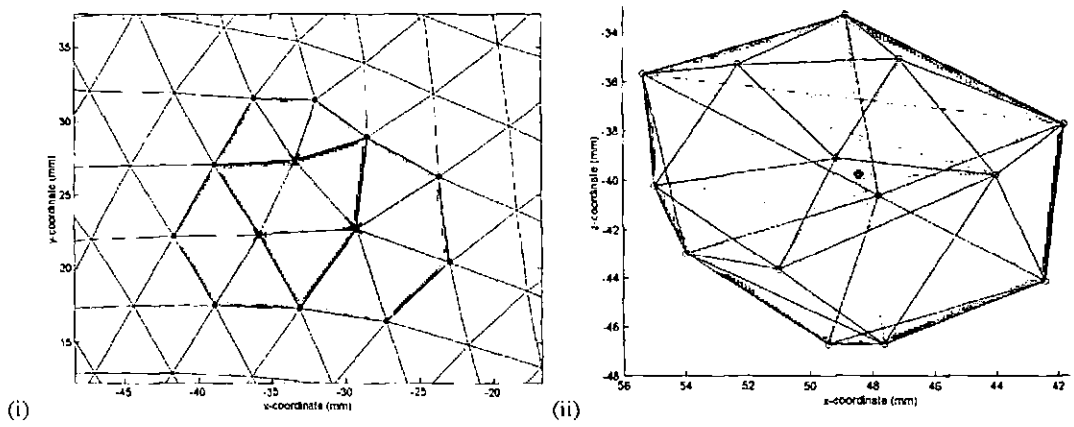 35
30
25
20
15
y-coordinate (mm)
-45 -40 -35 -30 -25 -20
x-coordinate (mm)
(i)
-34
-36
-38
-40
-42
-44
-46
-48
z-coordinate (mm)
56 54 52 50 48 46 44 42
x-coordinate (mm)
(ii)